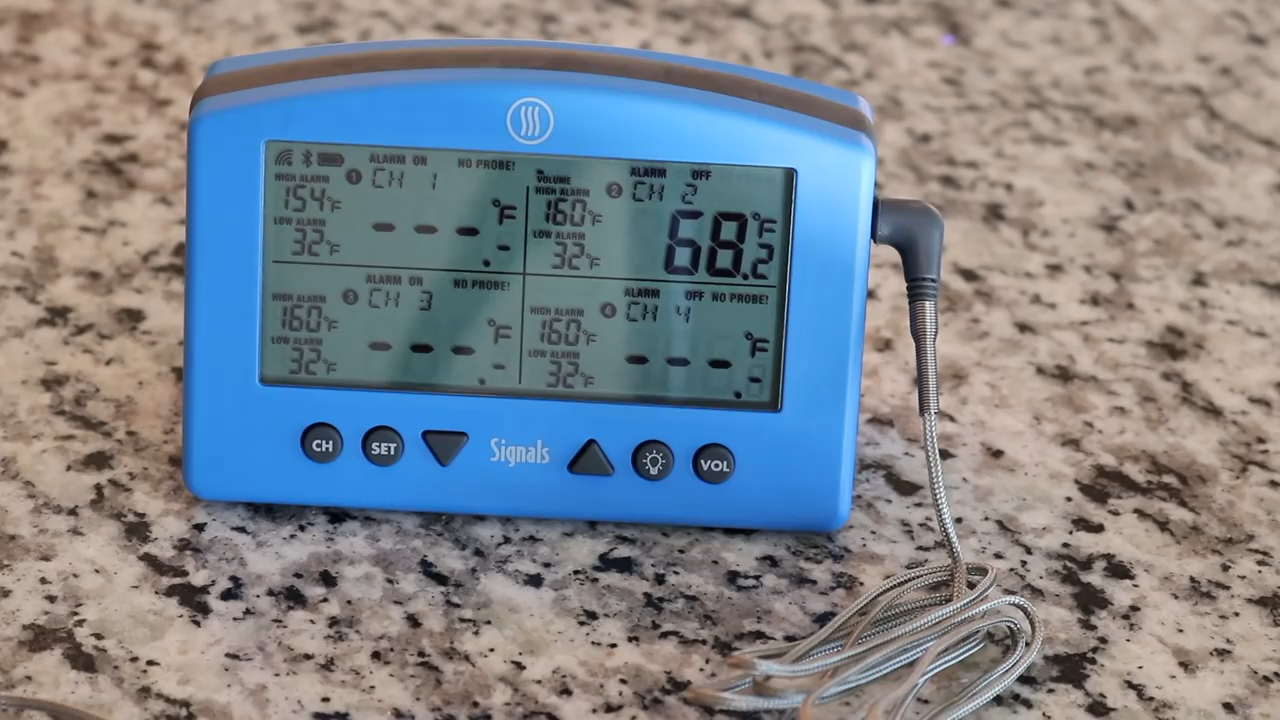 ALARM ON NO PROBE!
1 CH 1
HIGH ALARM
154°F
LOW ALARM
32°F
- - - °F
.-
ALARM OFF
VOLUME
2 CH 2
HIGH ALARM
160°F
68.2°F
LOW ALARM
32°F
ALARM ON NO PROBE!
3 CH 3
HIGH ALARM
160°F
LOW ALARM
32°F
- - - °F
.-
ALARM OFF NO PROBE!
4 CH 4
HIGH ALARM
160°F
LOW ALARM
32°F
- - - °F
.-
CH SET Signals VOL